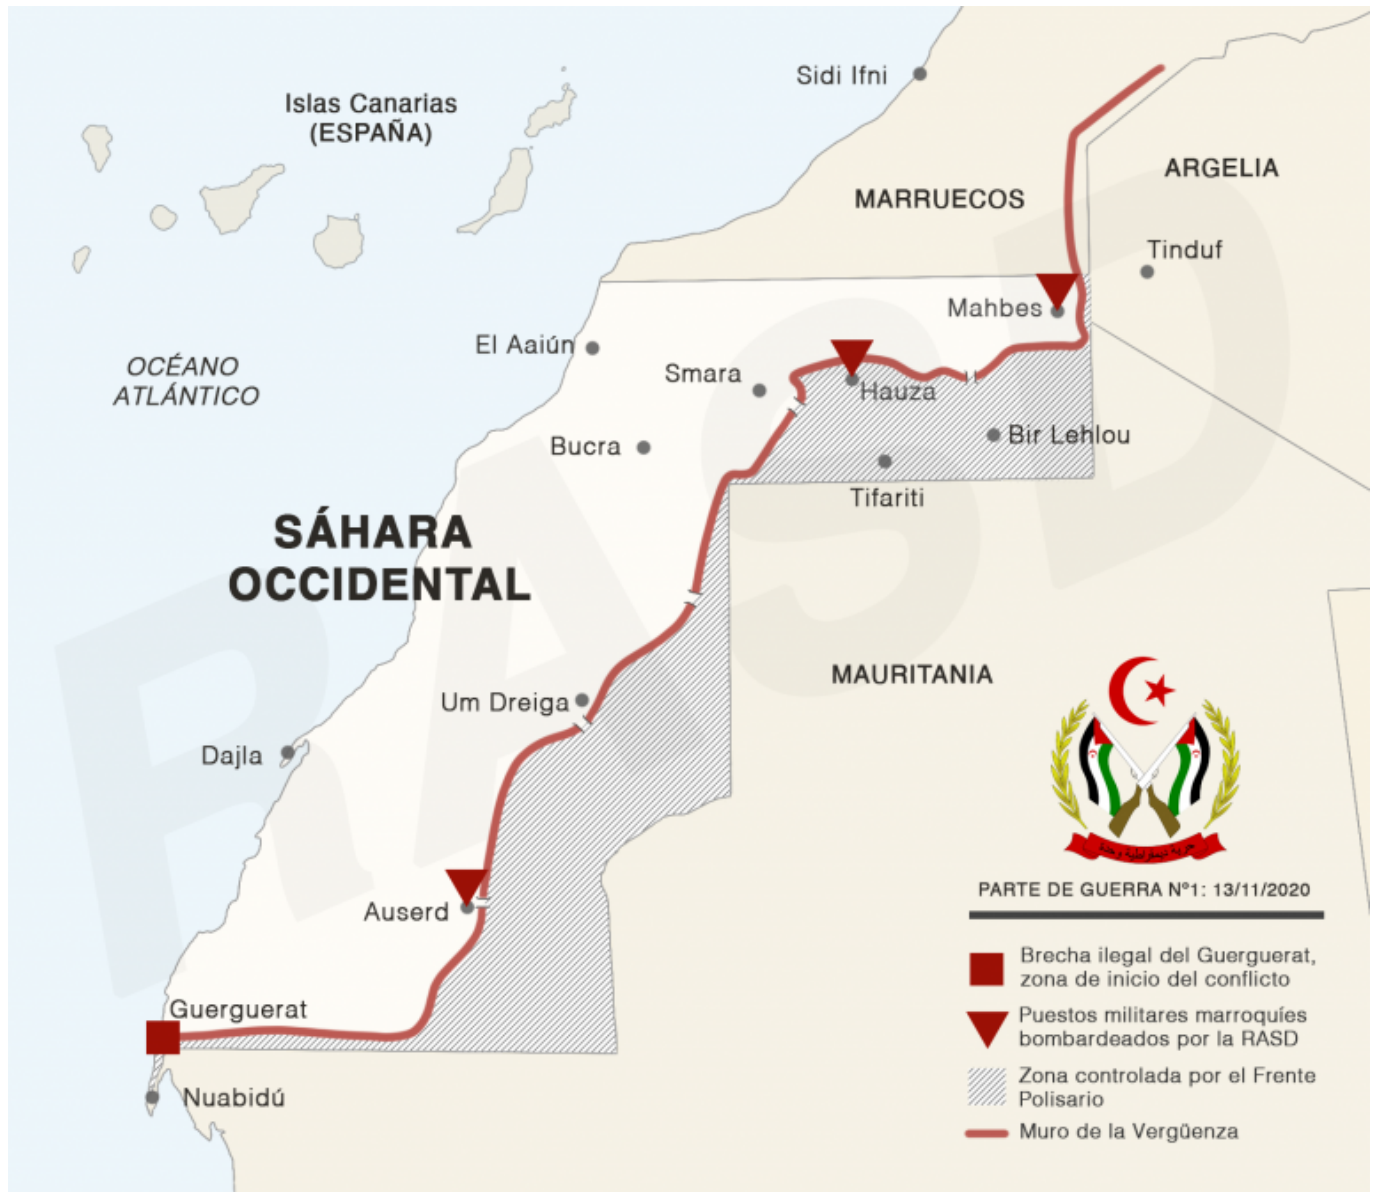 Sidi Ifni
Islas Canarias
(ESPAÑA)
ARGELIA
MARRUECOS
Tinduf
Mahbes
El Aaiún
OCÉANO
ATLÁNTICO
Smara
Hauza
Bucra
Bir Lehlou
Tifariti
SÁHARA
OCCIDENTAL
MAURITANIA
Um Dreiga
Dajla
Auserd
Guerguerat
Nuabidú
RASD
حرية ديمقراطية وحدة
PARTE DE GUERRA Nº1: 13/11/2020
Brecha ilegal del Guerguerat,
zona de inicio del conflicto
Puestos militares marroquíes
bombardeados por la RASD
Zona controlada por el Frente
Polisario
Muro de la Vergüenza